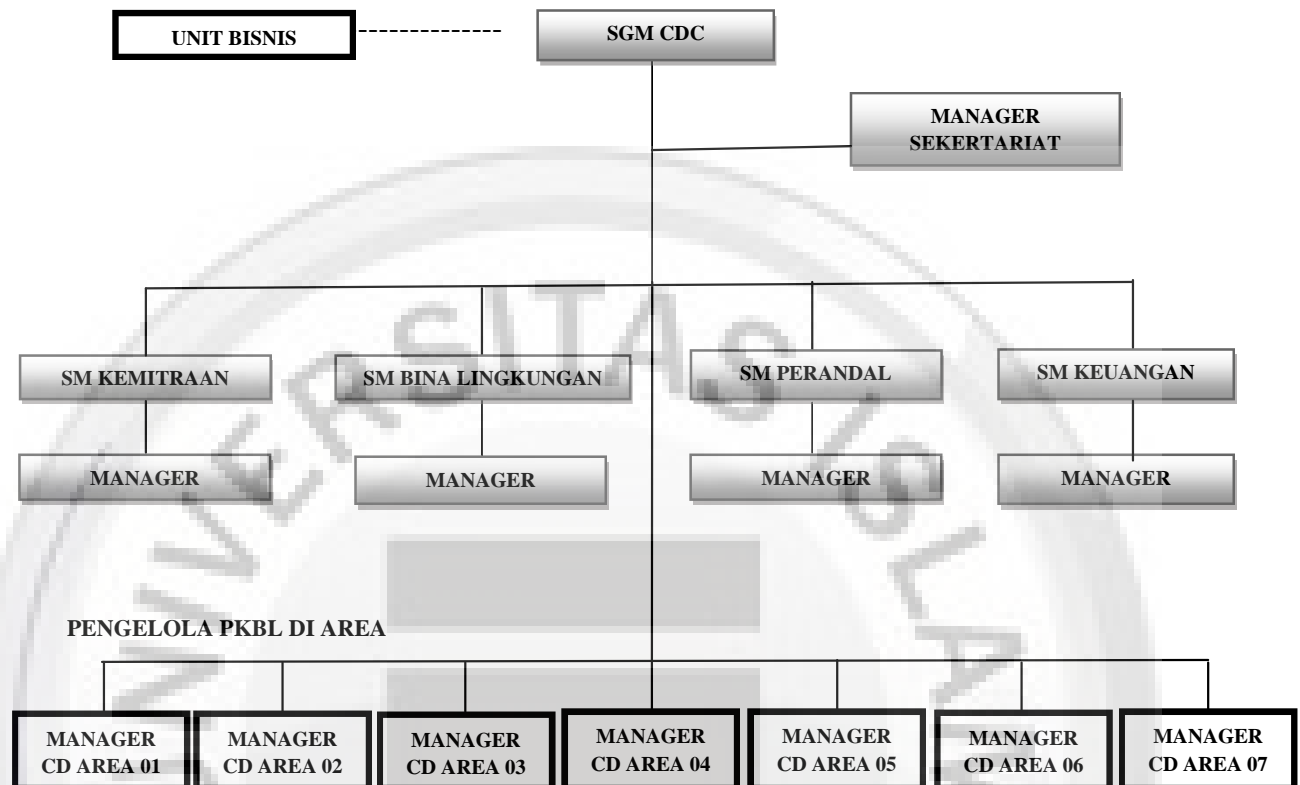 UNIT BISNIS
SGM CDC
MANAGER
SEKERTARIAT
SM KEMITRAAN
SM BINA LINGKUNGAN
SM PERANDAL
SM KEUANGAN
MANAGER
MANAGER
MANAGER
MANAGER
PENGELOLA PKBL DI AREA
MANAGER
CD AREA 01
MANAGER
CD AREA 02
MANAGER
CD AREA 03
MANAGER
CD AREA 04
MANAGER
CD AREA 05
MANAGER
CD AREA 06
MANAGER
CD AREA 07
UNIVERSITAS ISLAM